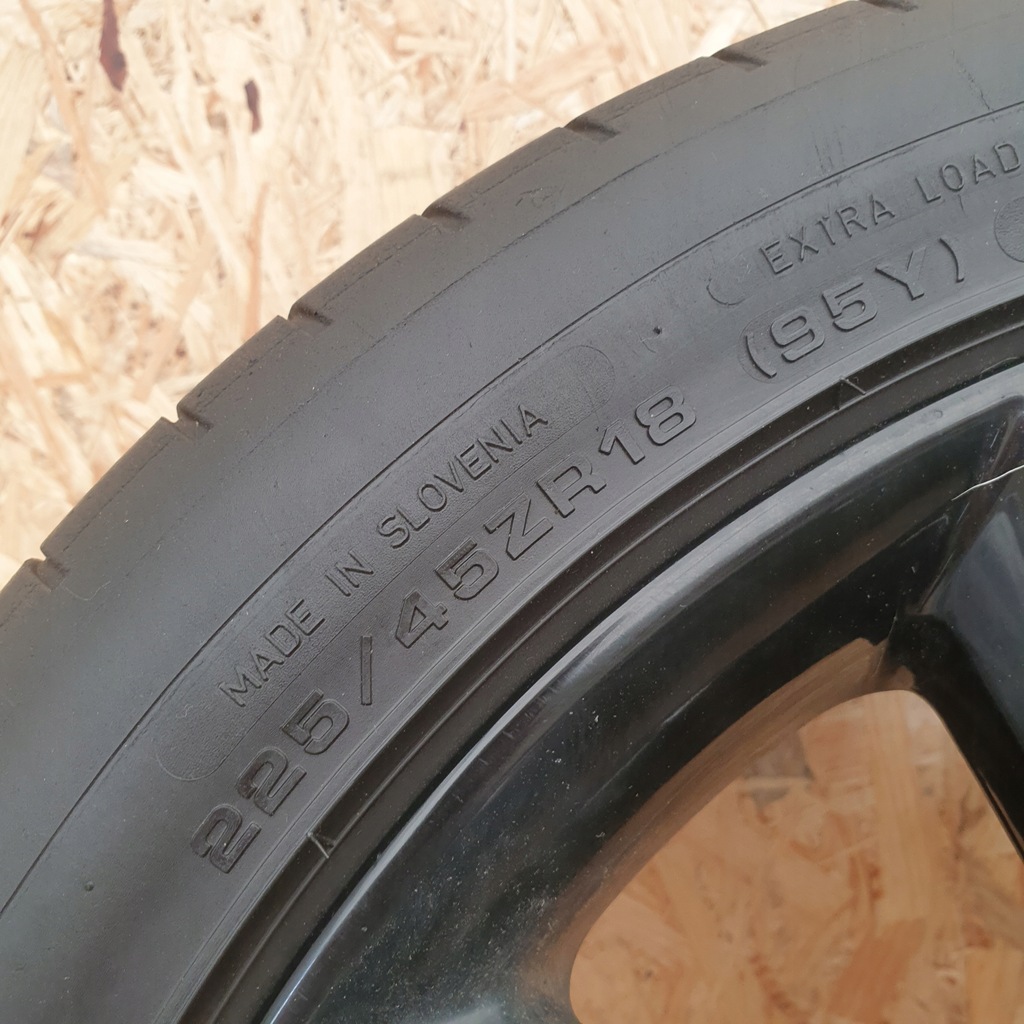 EXTRA LOAD
MADE IN SLOVENIA
225/45ZR18 (95Y)